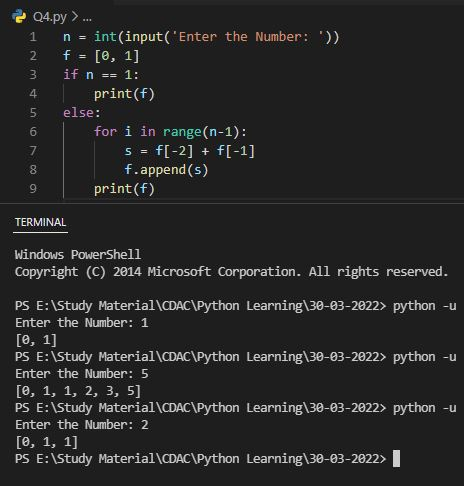 Q4.py > ...
1 n = int(input('Enter the Number: '))
2 f = [0, 1]
3 if n == 1:
4     print(f)
5 else:
6     for i in range(n-1):
7         s = f[-2] + f[-1]
8         f.append(s)
9     print(f)
TERMINAL
Windows PowerShell
Copyright (C) 2014 Microsoft Corporation. All rights reserved.
PS E:\Study Material\CDAC\Python Learning\30-03-2022> python -u
Enter the Number: 1
[0, 1]
PS E:\Study Material\CDAC\Python Learning\30-03-2022> python -u
Enter the Number: 5
[0, 1, 1, 2, 3, 5]
PS E:\Study Material\CDAC\Python Learning\30-03-2022> python -u
Enter the Number: 2
[0, 1, 1]
PS E:\Study Material\CDAC\Python Learning\30-03-2022>